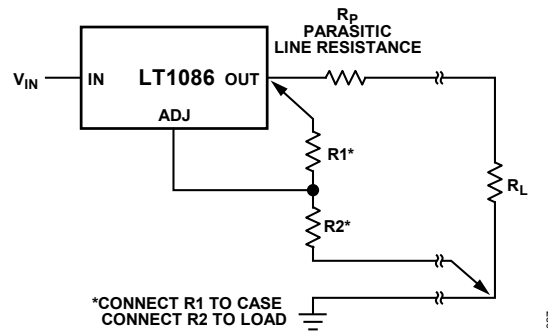 RP
PARASITIC
LINE RESISTANCE
VIN
IN
LT1086
OUT
ADJ
R1*
RL
R2*
*CONNECT R1 TO CASE
CONNECT R2 TO LOAD